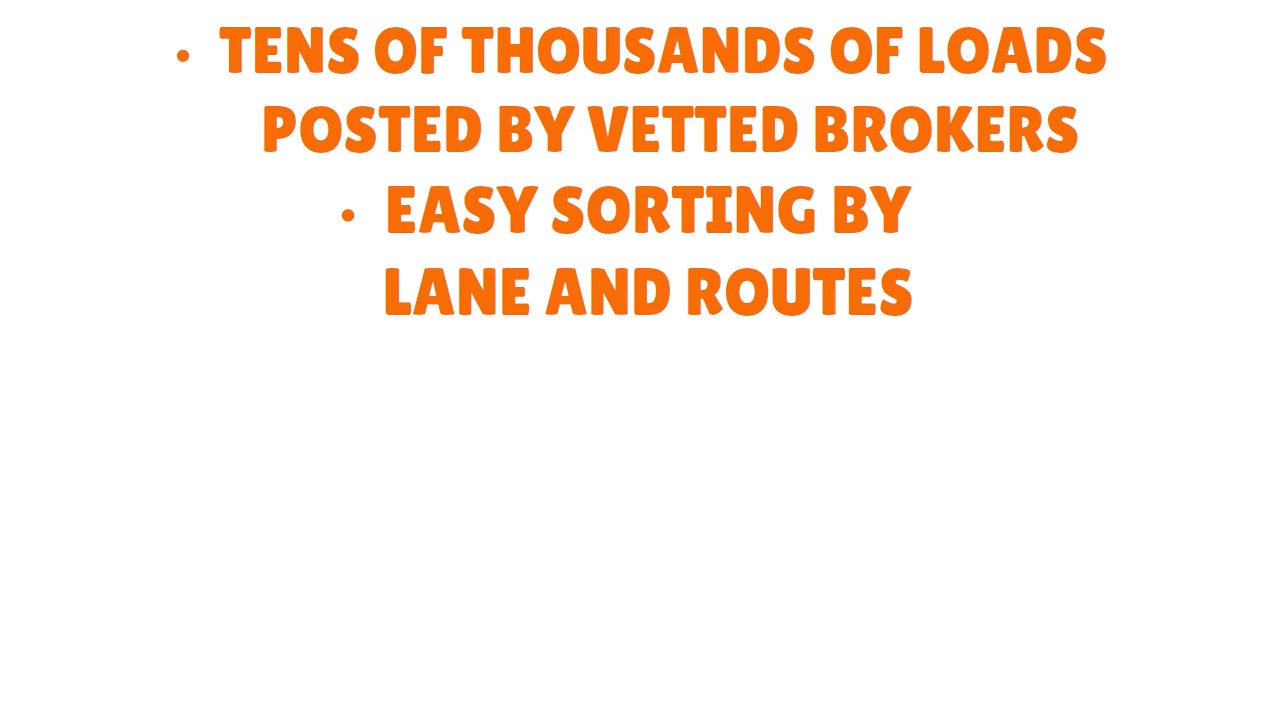 • TENS OF THOUSANDS OF LOADS
POSTED BY VETTED BROKERS
• EASY SORTING BY
LANE AND ROUTES